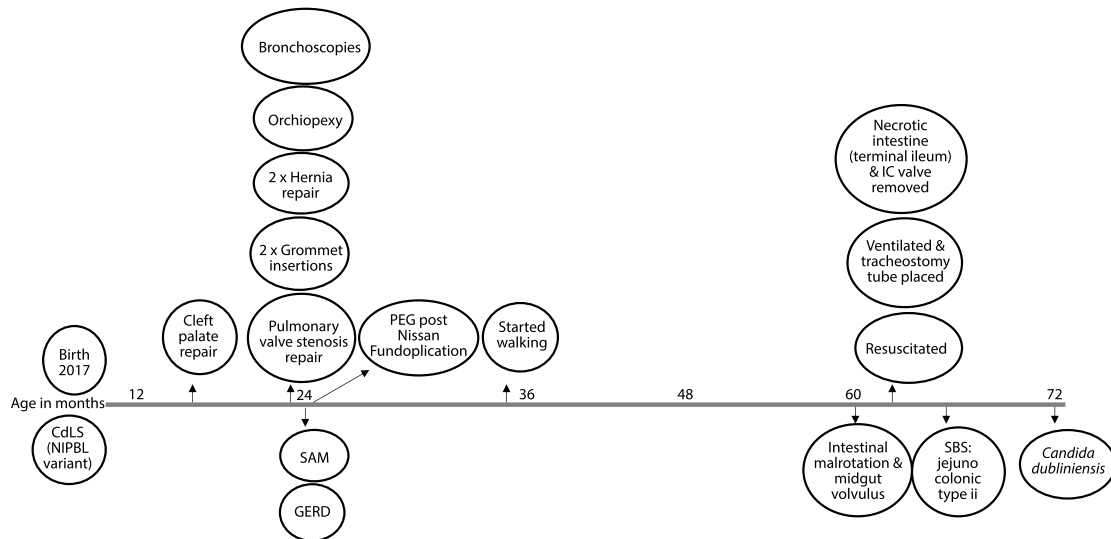 Bronchoscopies
Orchiopexy
2 x Hernia
repair
2 x Grommet
insertions
Pulmonary
valve stenosis
repair
Cleft
palate
repair
PEG post
Nissan
Fundoplication
Started
walking
Necrotic
intestine
(terminal ileum)
& IC valve
removed
Ventilated &
tracheostomy
tube placed
Resuscitated
Birth
2017
Age in months
12
24
36
48
60
72
CdLS
(NIPBL
variant)
SAM
GERD
Intestinal
malrotation &
midgut
volvulus
SBS:
jejuno
colonic
type ii
Candida
dubliniensis